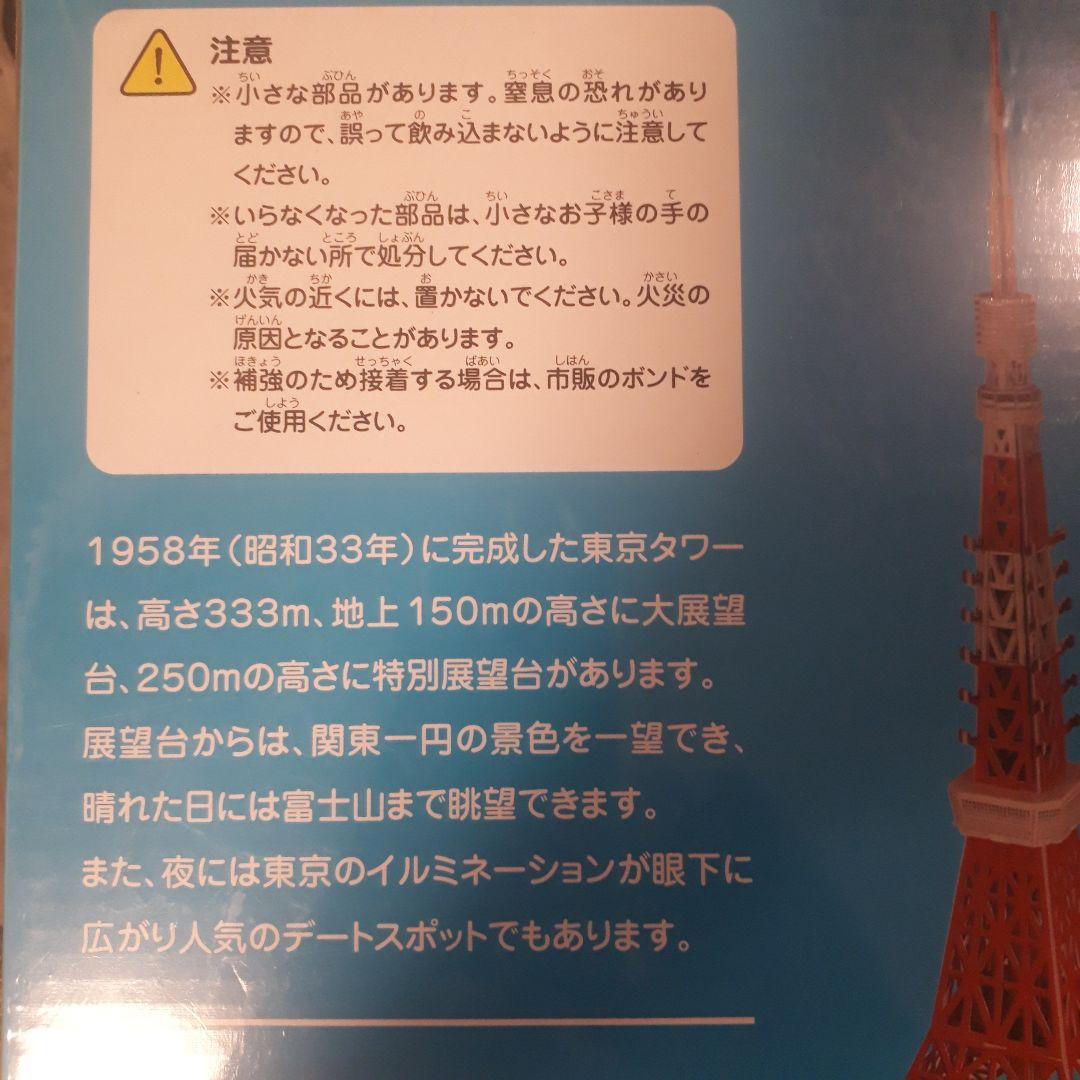 注意
※小さな部品があります。窒息の恐れがあり
ますので、誤って飲み込まないように注意して
ください。
※いらなくなった部品は、小さなお子様の手の
届かない所で処分してください。
※火気の近くには、置かないでください。火災の
原因となることがあります。
※補強のため接着する場合は、市販のボンドを
ご使用ください。
1958年(昭和33年)に完成した東京タワー
は、高さ333m、地上150mの高さに大展望
台、250mの高さに特別展望台があります。
展望台からは、関東一円の景色を一望でき、
晴れた日には富士山まで眺望できます。
また、夜には東京のイルミネーションが眼下に
広がり人気のデートスポットでもあります。